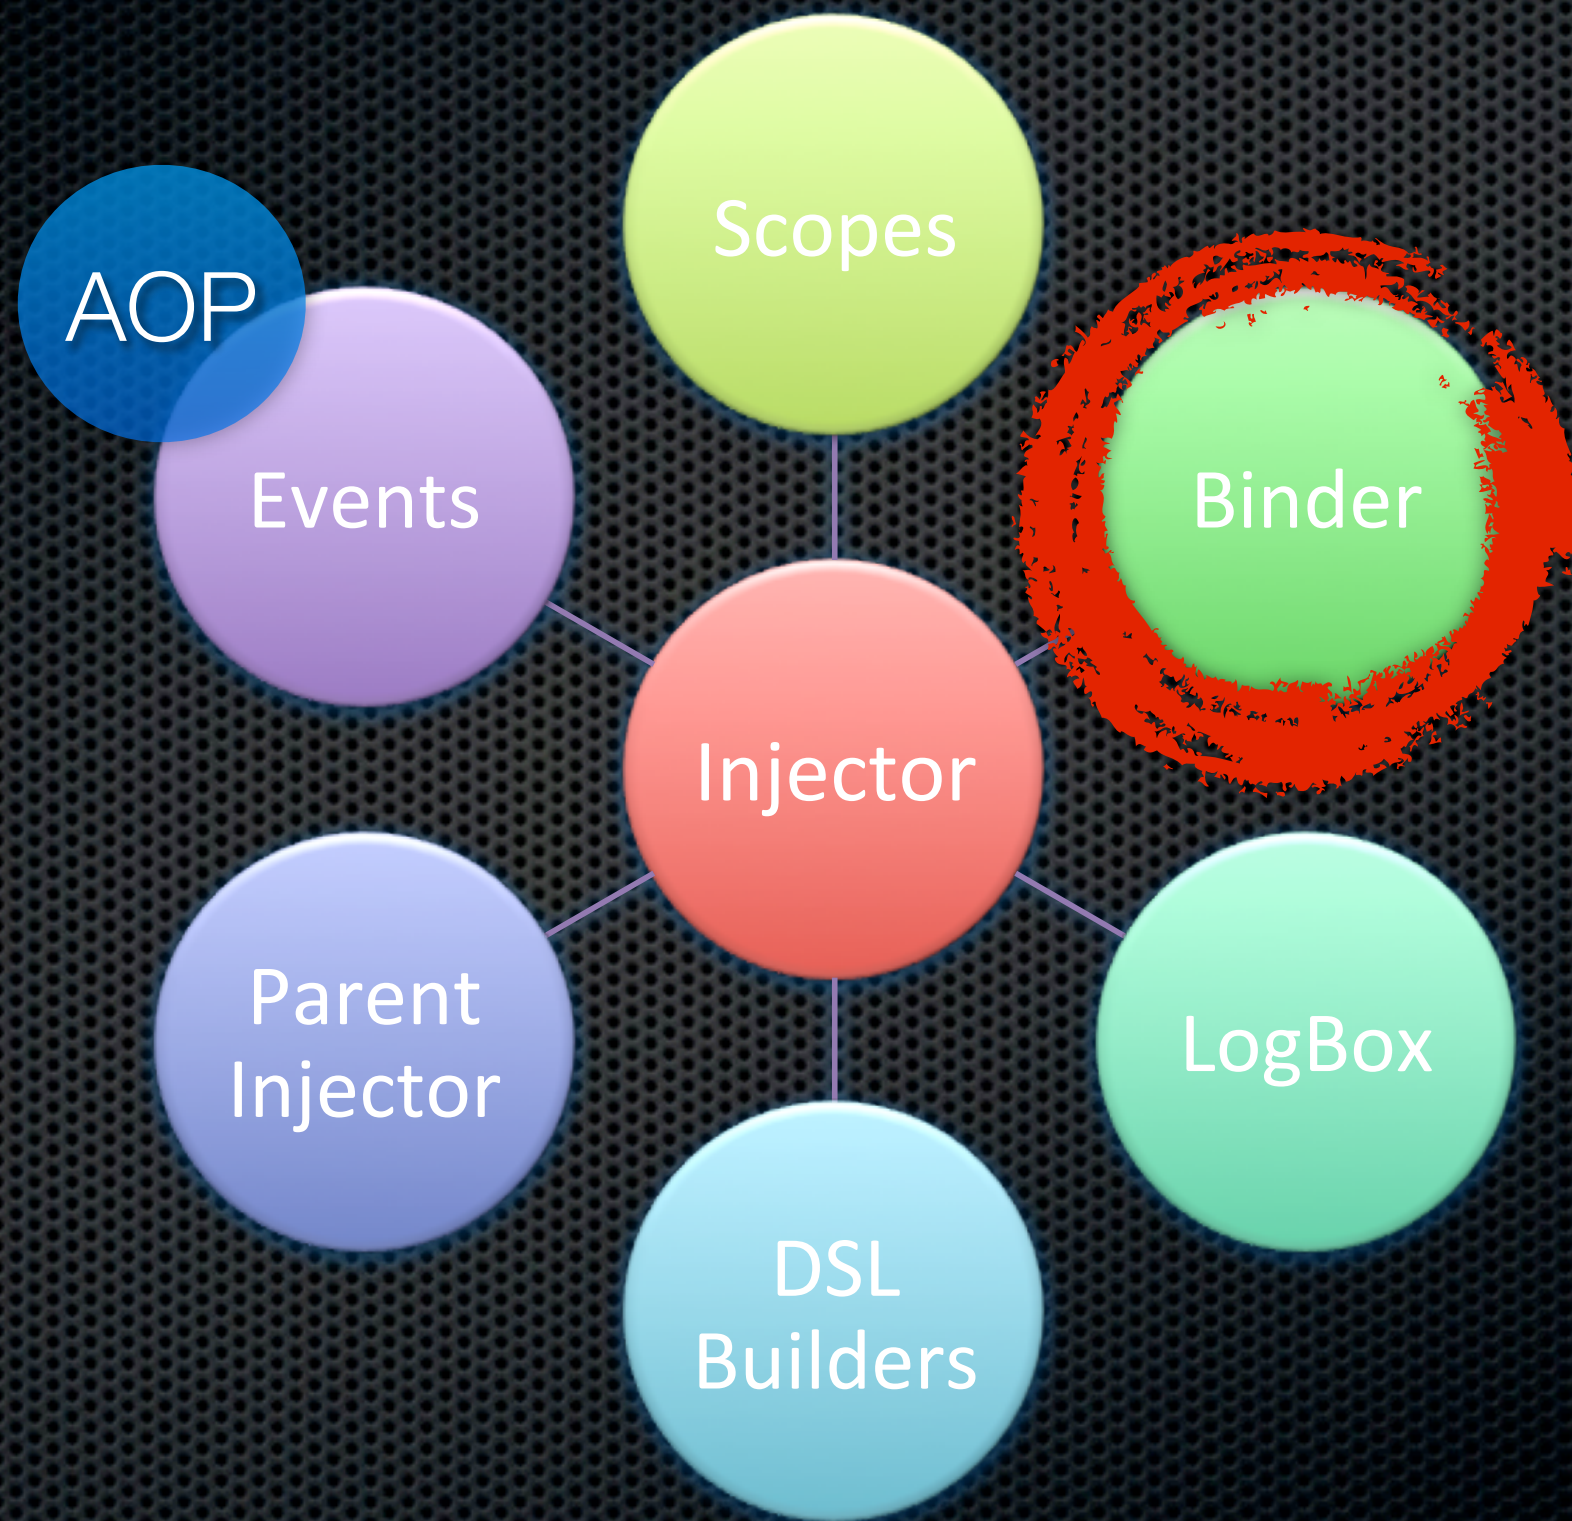 Scopes
AOP
Events
Binder
Injector
Parent
Injector
LogBox
DSL
Builders